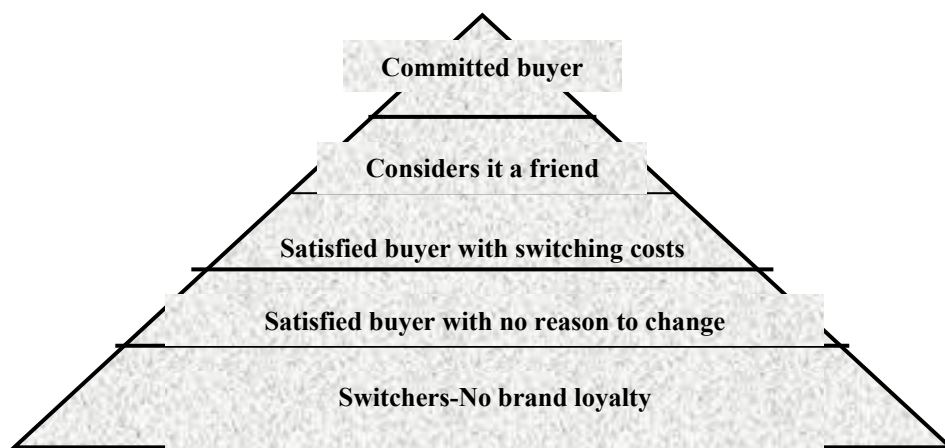 Committed buyer
Considers it a friend
Satisfied buyer with switching costs
Satisfied buyer with no reason to change
Switchers-No brand loyalty